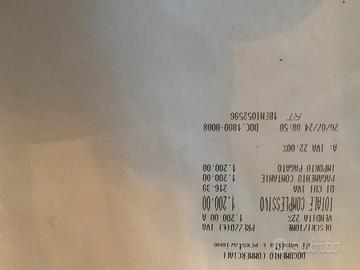 DOCUMENTO COMMERCIALE
di vendita o prestazione
DESCRIZIONE PREZZO(€) IVA
VENDITA 22% 1.200.00 A
TOTALE COMPLESSIVO 1.200.00
DI CUI IVA 216.39
PAGAMENTO CONTANTE 1.200.00
IMPORTO PAGATO 1.200.00
A: IVA 22.00%
26/07/24 08:50 DOC.1800-0008
RT 1BENI052596
subito